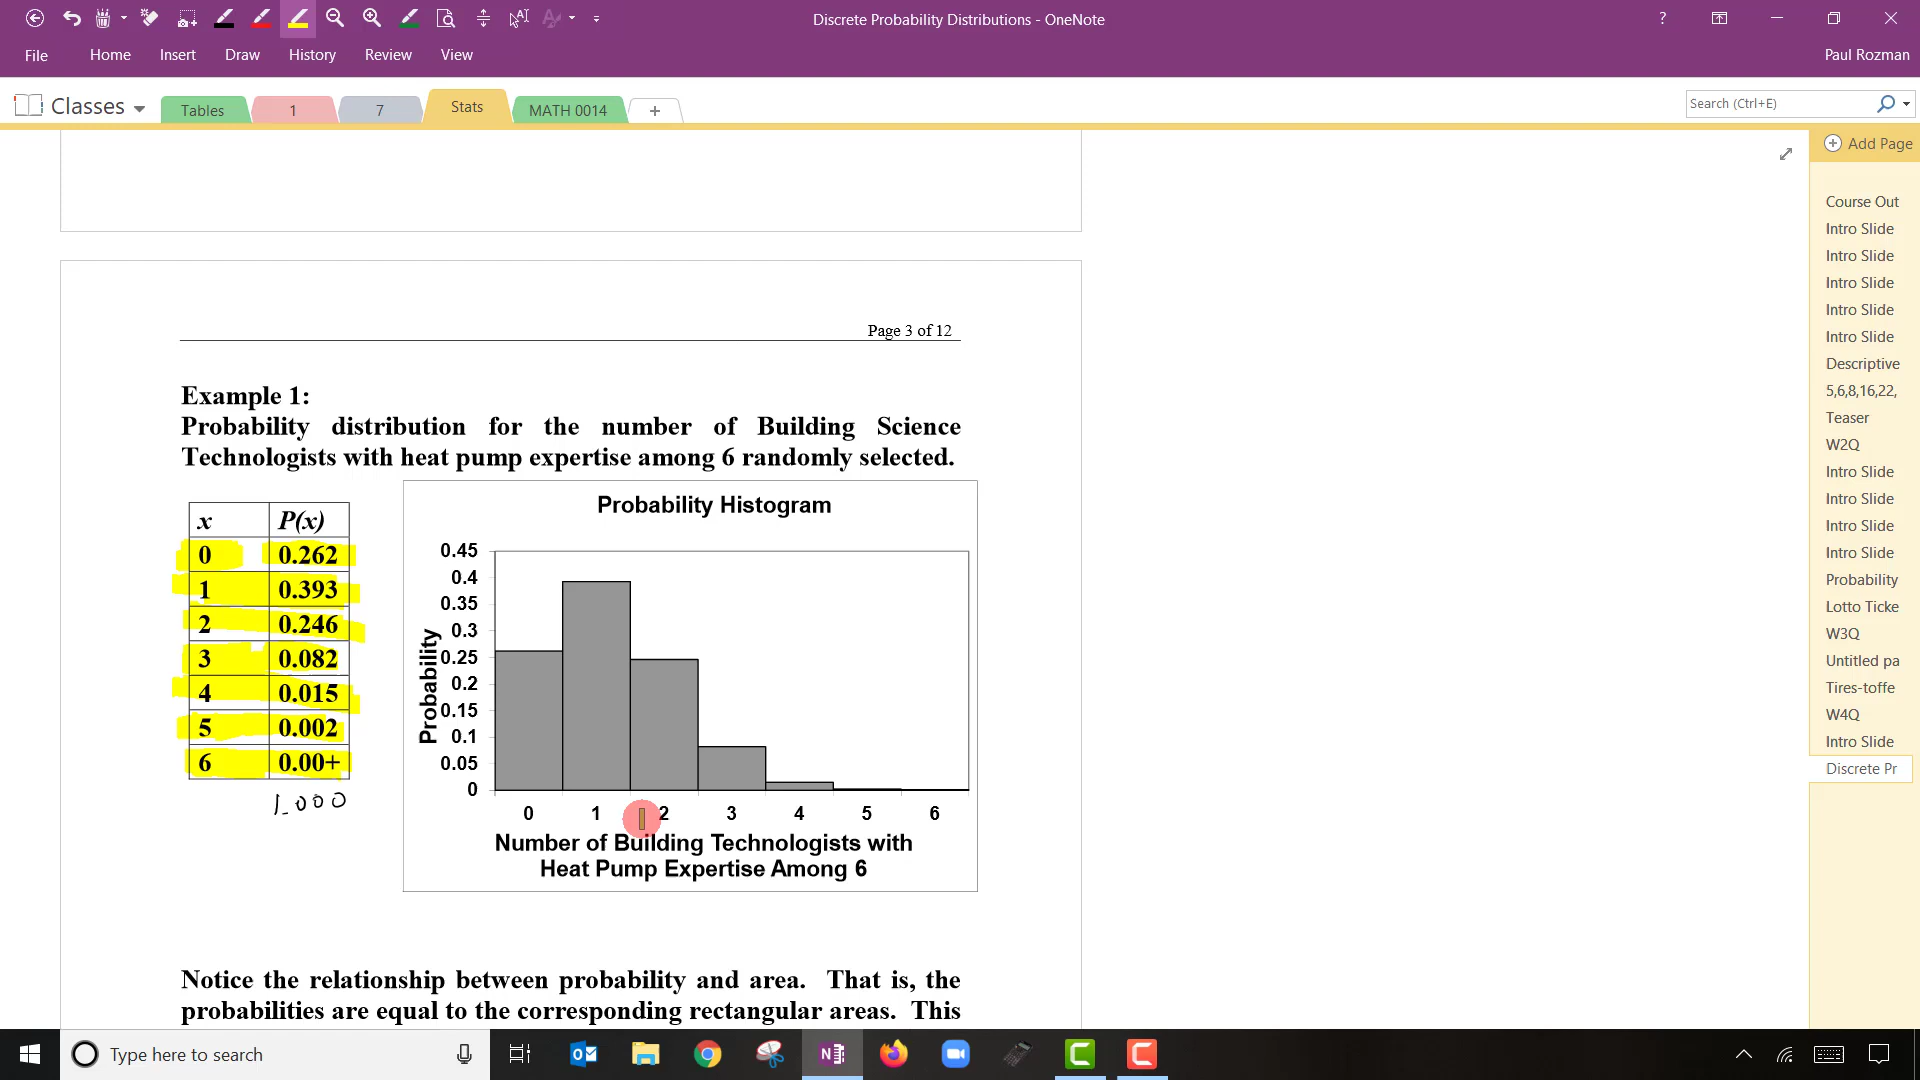 Discrete Probability Distributions - OneNote
?
File
Home
Insert
Draw
History
Review
View
Paul Rozman
Classes
Tables
1
7
Stats
MATH 0014
+
Search (Ctrl+E)
Add Page
Course Out
Intro Slide
Intro Slide
Intro Slide
Intro Slide
Intro Slide
Descriptive
5,6,8,16,22,
Teaser
W2Q
Intro Slide
Intro Slide
Intro Slide
Intro Slide
Probability
Lotto Ticke
W3Q
Untitled pa
Tires-toffe
W4Q
Intro Slide
Discrete Pr
Page 3 of 12
Example 1:
Probability distribution for the number of Building Science
Technologists with heat pump expertise among 6 randomly selected.
x P(x)
0 0.262
1 0.393
2 0.246
3 0.082
4 0.015
5 0.002
6 0.00+
1.000
Probability Histogram
Probability
0.45
0.4
0.35
0.3
0.25
0.2
0.15
0.1
0.05
0
0 1 2 3 4 5 6
Number of Building Technologists with
Heat Pump Expertise Among 6
Notice the relationship between probability and area. That is, the
probabilities are equal to the corresponding rectangular areas. This
Type here to search